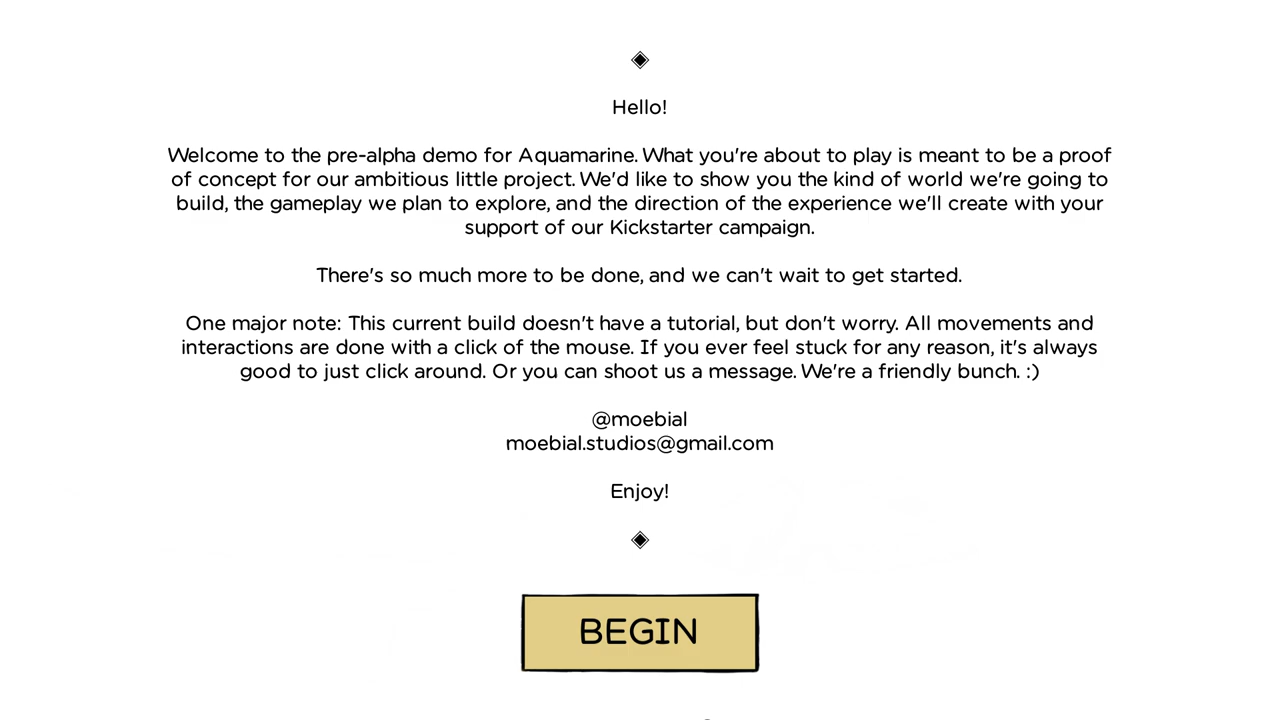 Hello!
Welcome to the pre-alpha demo for Aquamarine. What you're about to play is meant to be a proof
of concept for our ambitious little project. We'd like to show you the kind of world we're going to
build, the gameplay we plan to explore, and the direction of the experience we'll create with your
support of our Kickstarter campaign.
There's so much more to be done, and we can't wait to get started.
One major note: This current build doesn't have a tutorial, but don't worry. All movements and
interactions are done with a click of the mouse. If you ever feel stuck for any reason, it's always
good to just click around. Or you can shoot us a message. We're a friendly bunch. :)
@moebial
moebial.studios@gmail.com
Enjoy!
BEGIN